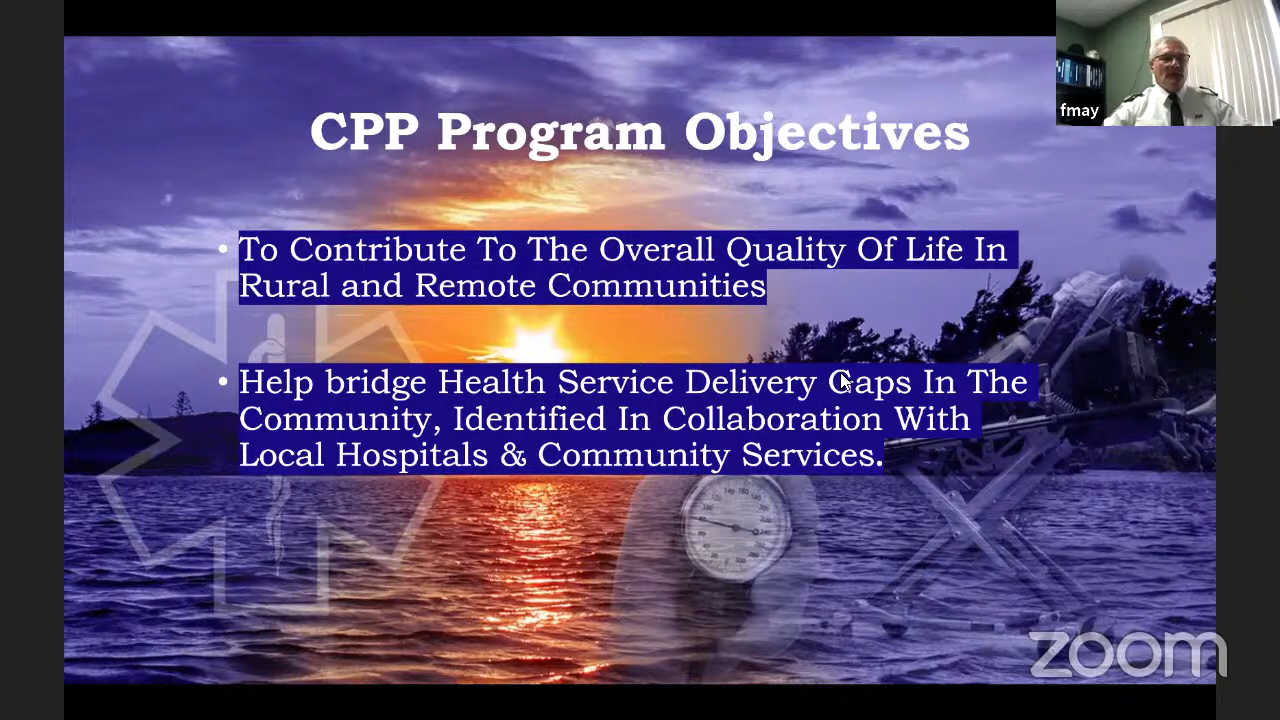 fmay
CPP Program Objectives
• To Contribute To The Overall Quality Of Life In
Rural and Remote Communities
• Help bridge Health Service Delivery Gaps In The
Community, Identified In Collaboration With
Local Hospitals & Community Services.
zoom